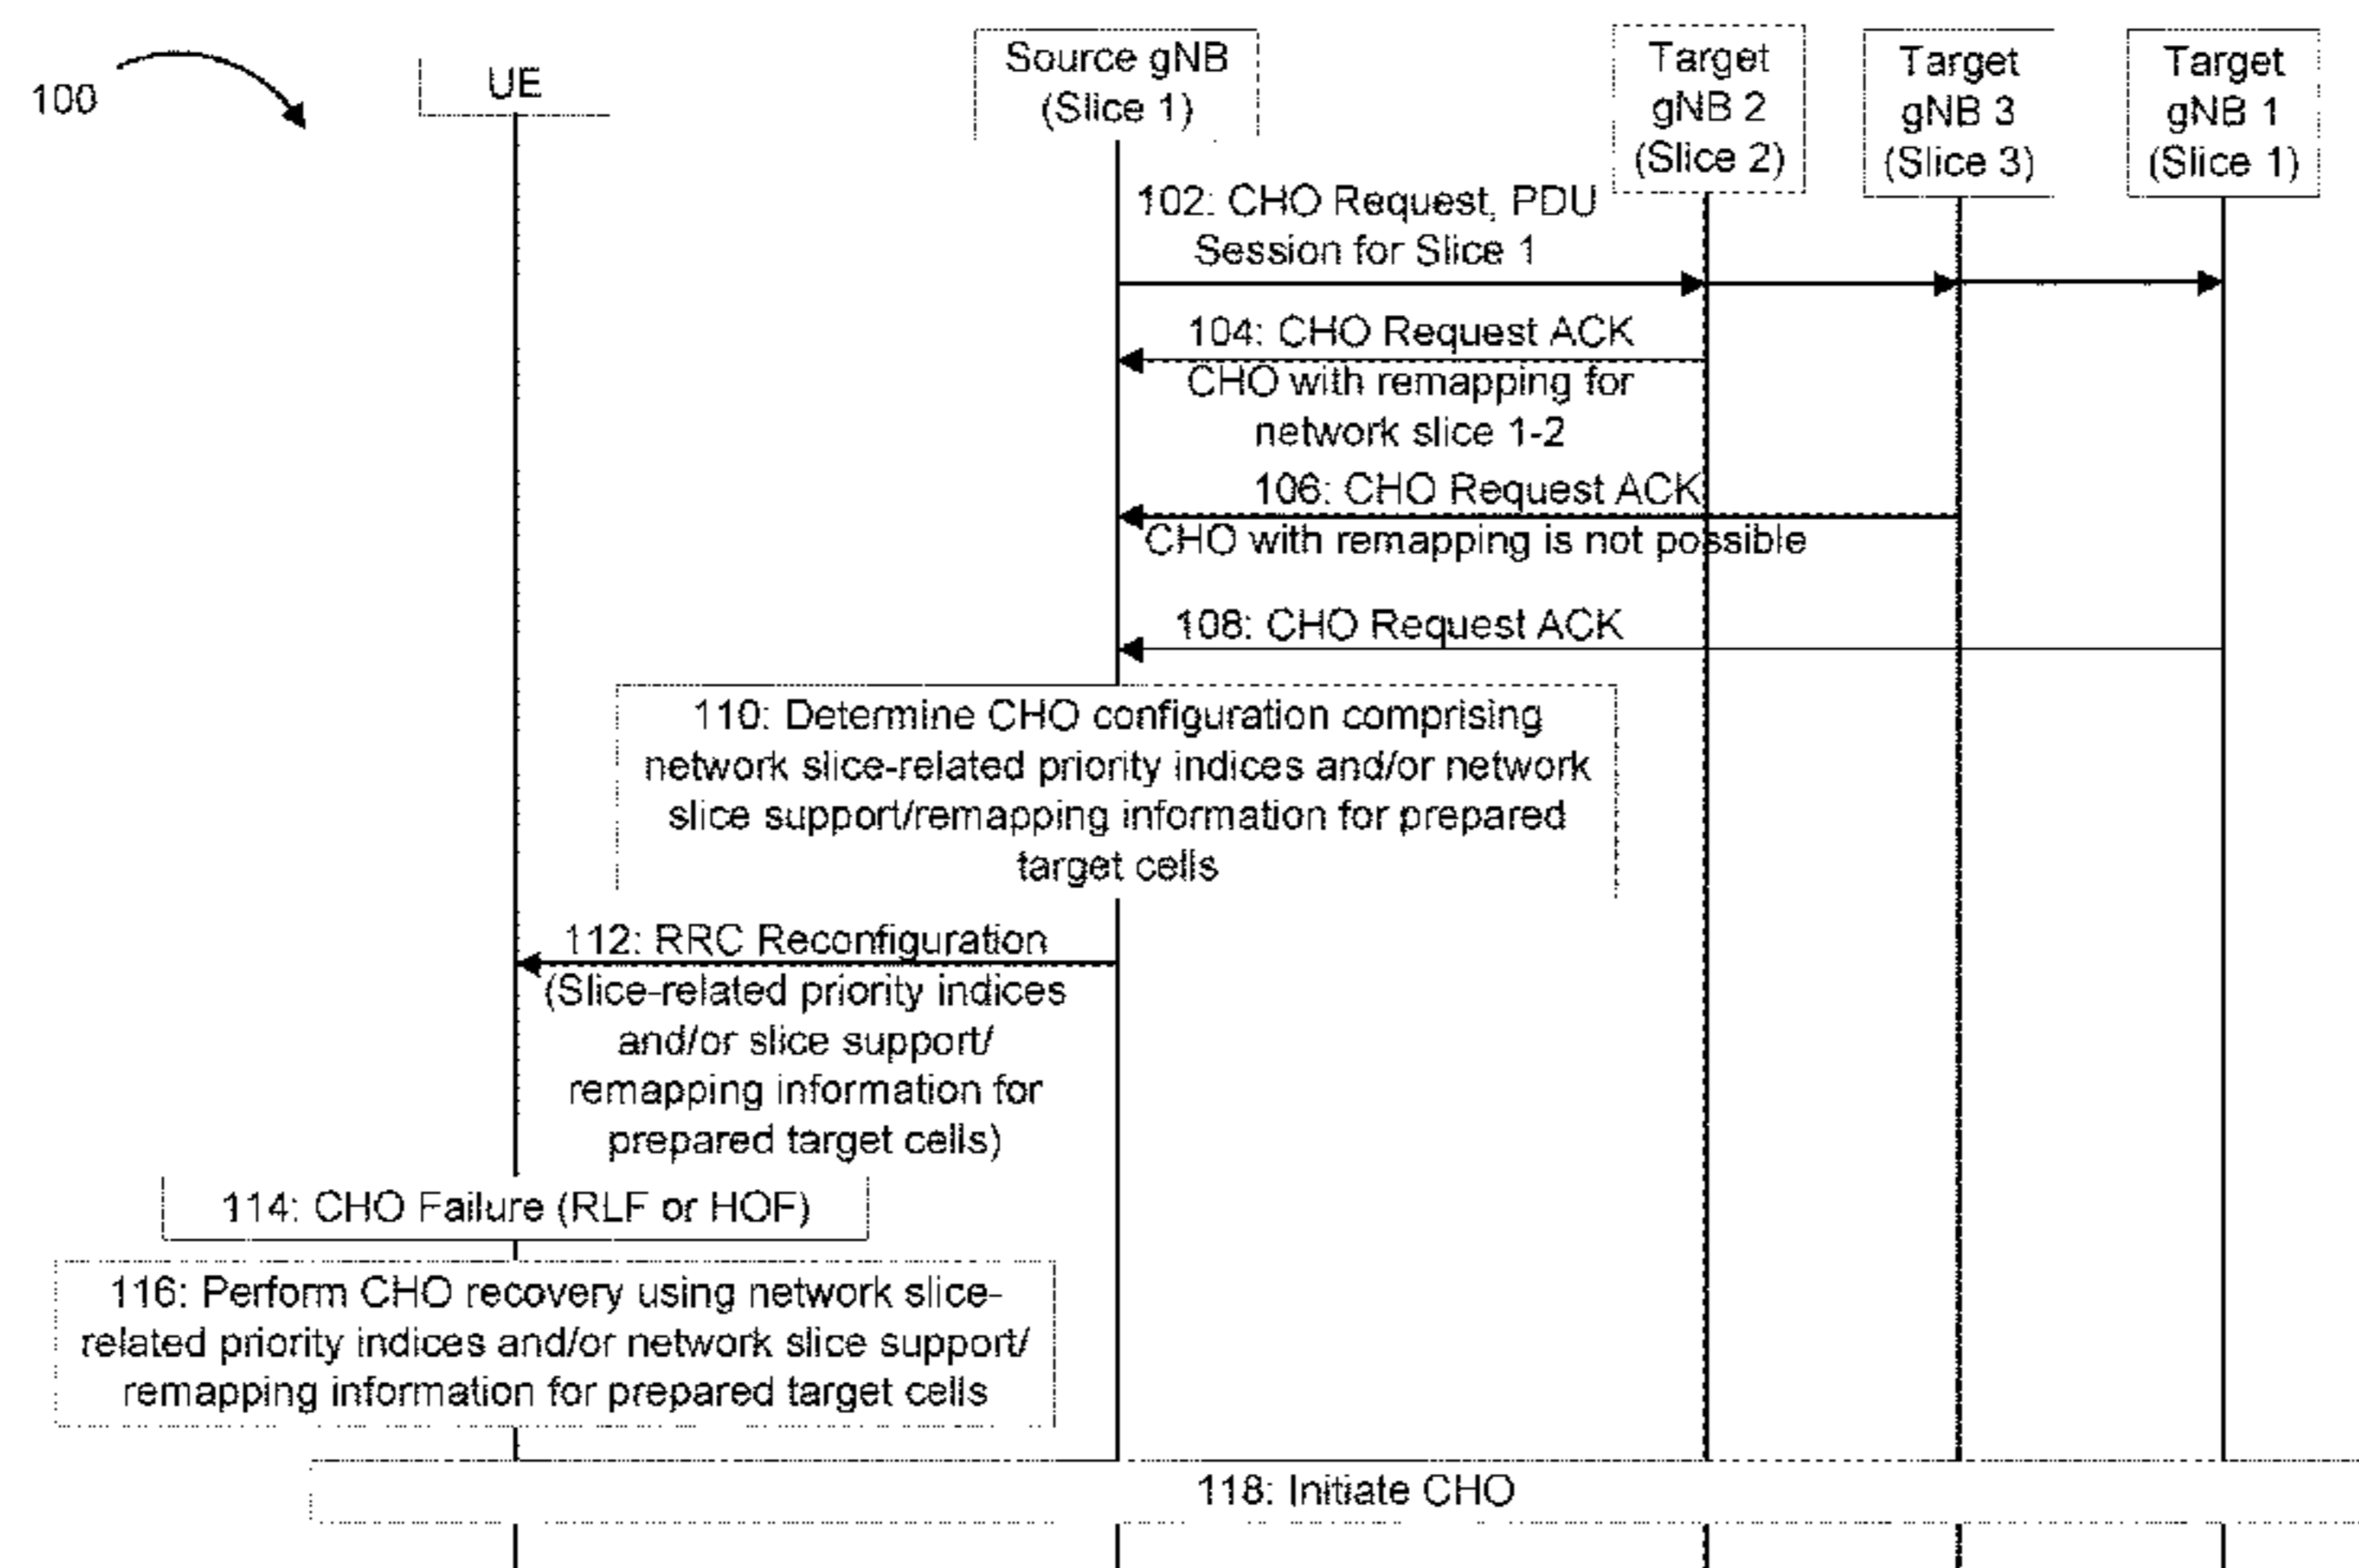 100
UE
Source gNB
(Slice 1)
Target
gNB 2
(Slice 2)
Target
gNB 3
(Slice 3)
Target
gNB 1
(Slice 1)
102: CHO Request, PDU
Session for Slice 1
104: CHO Request ACK
CHO with remapping for
network slice 1-2
106: CHO Request ACK
CHO with remapping is not possible
108: CHO Request ACK
110: Determine CHO configuration comprising
network slice-related priority indices and/or network
slice support/remapping information for prepared
target cells
112: RRC Reconfiguration
(Slice-related priority indices
and/or slice support/
remapping information for
prepared target cells)
114: CHO Failure (RLF or HOF)
116: Perform CHO recovery using network slice-
related priority indices and/or network slice support/
remapping information for prepared target cells
118: Initiate CHO